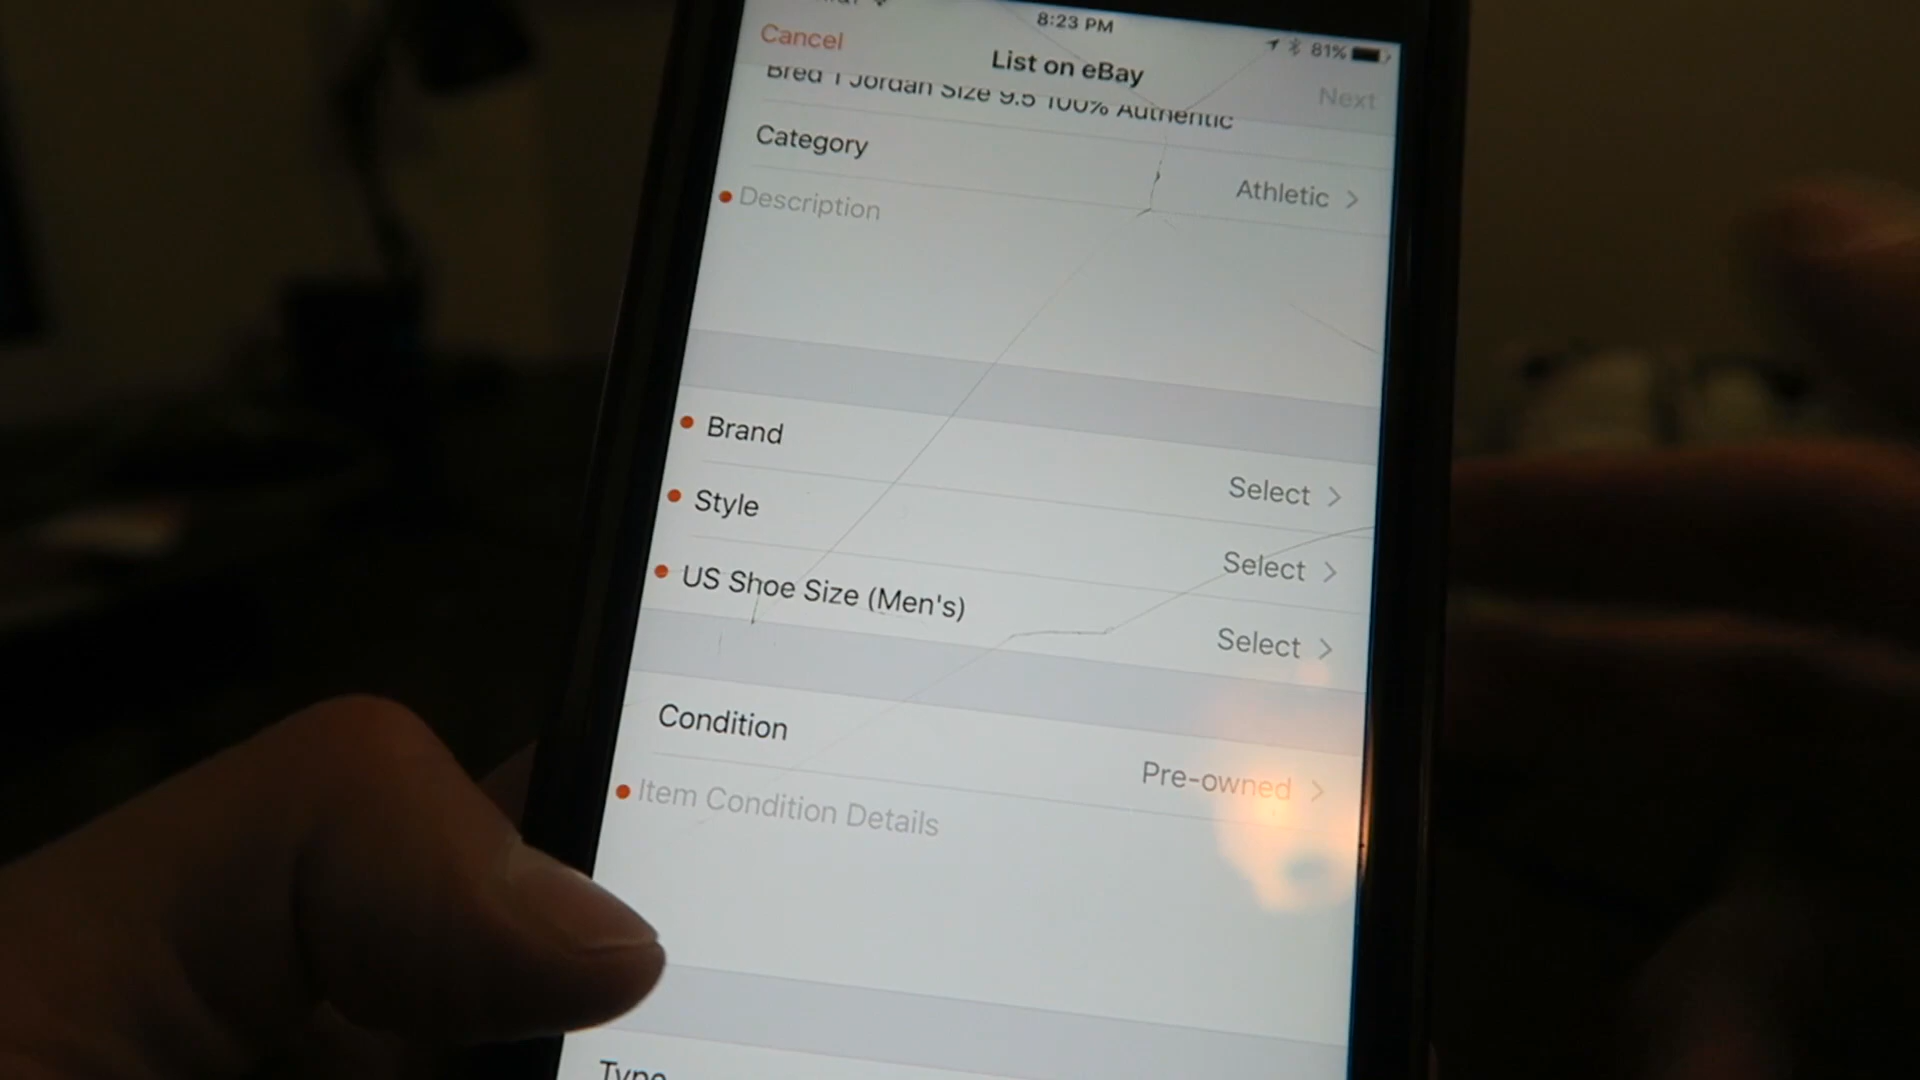 8:23 PM
81%
Cancel
List on eBay
Next
Bred 1 Jordan Size 9.5 100% Authentic
Category
Athletic >
Description
Brand
Select >
Style
Select >
US Shoe Size (Men's)
Select >
Condition
Pre-owned >
Item Condition Details
Type